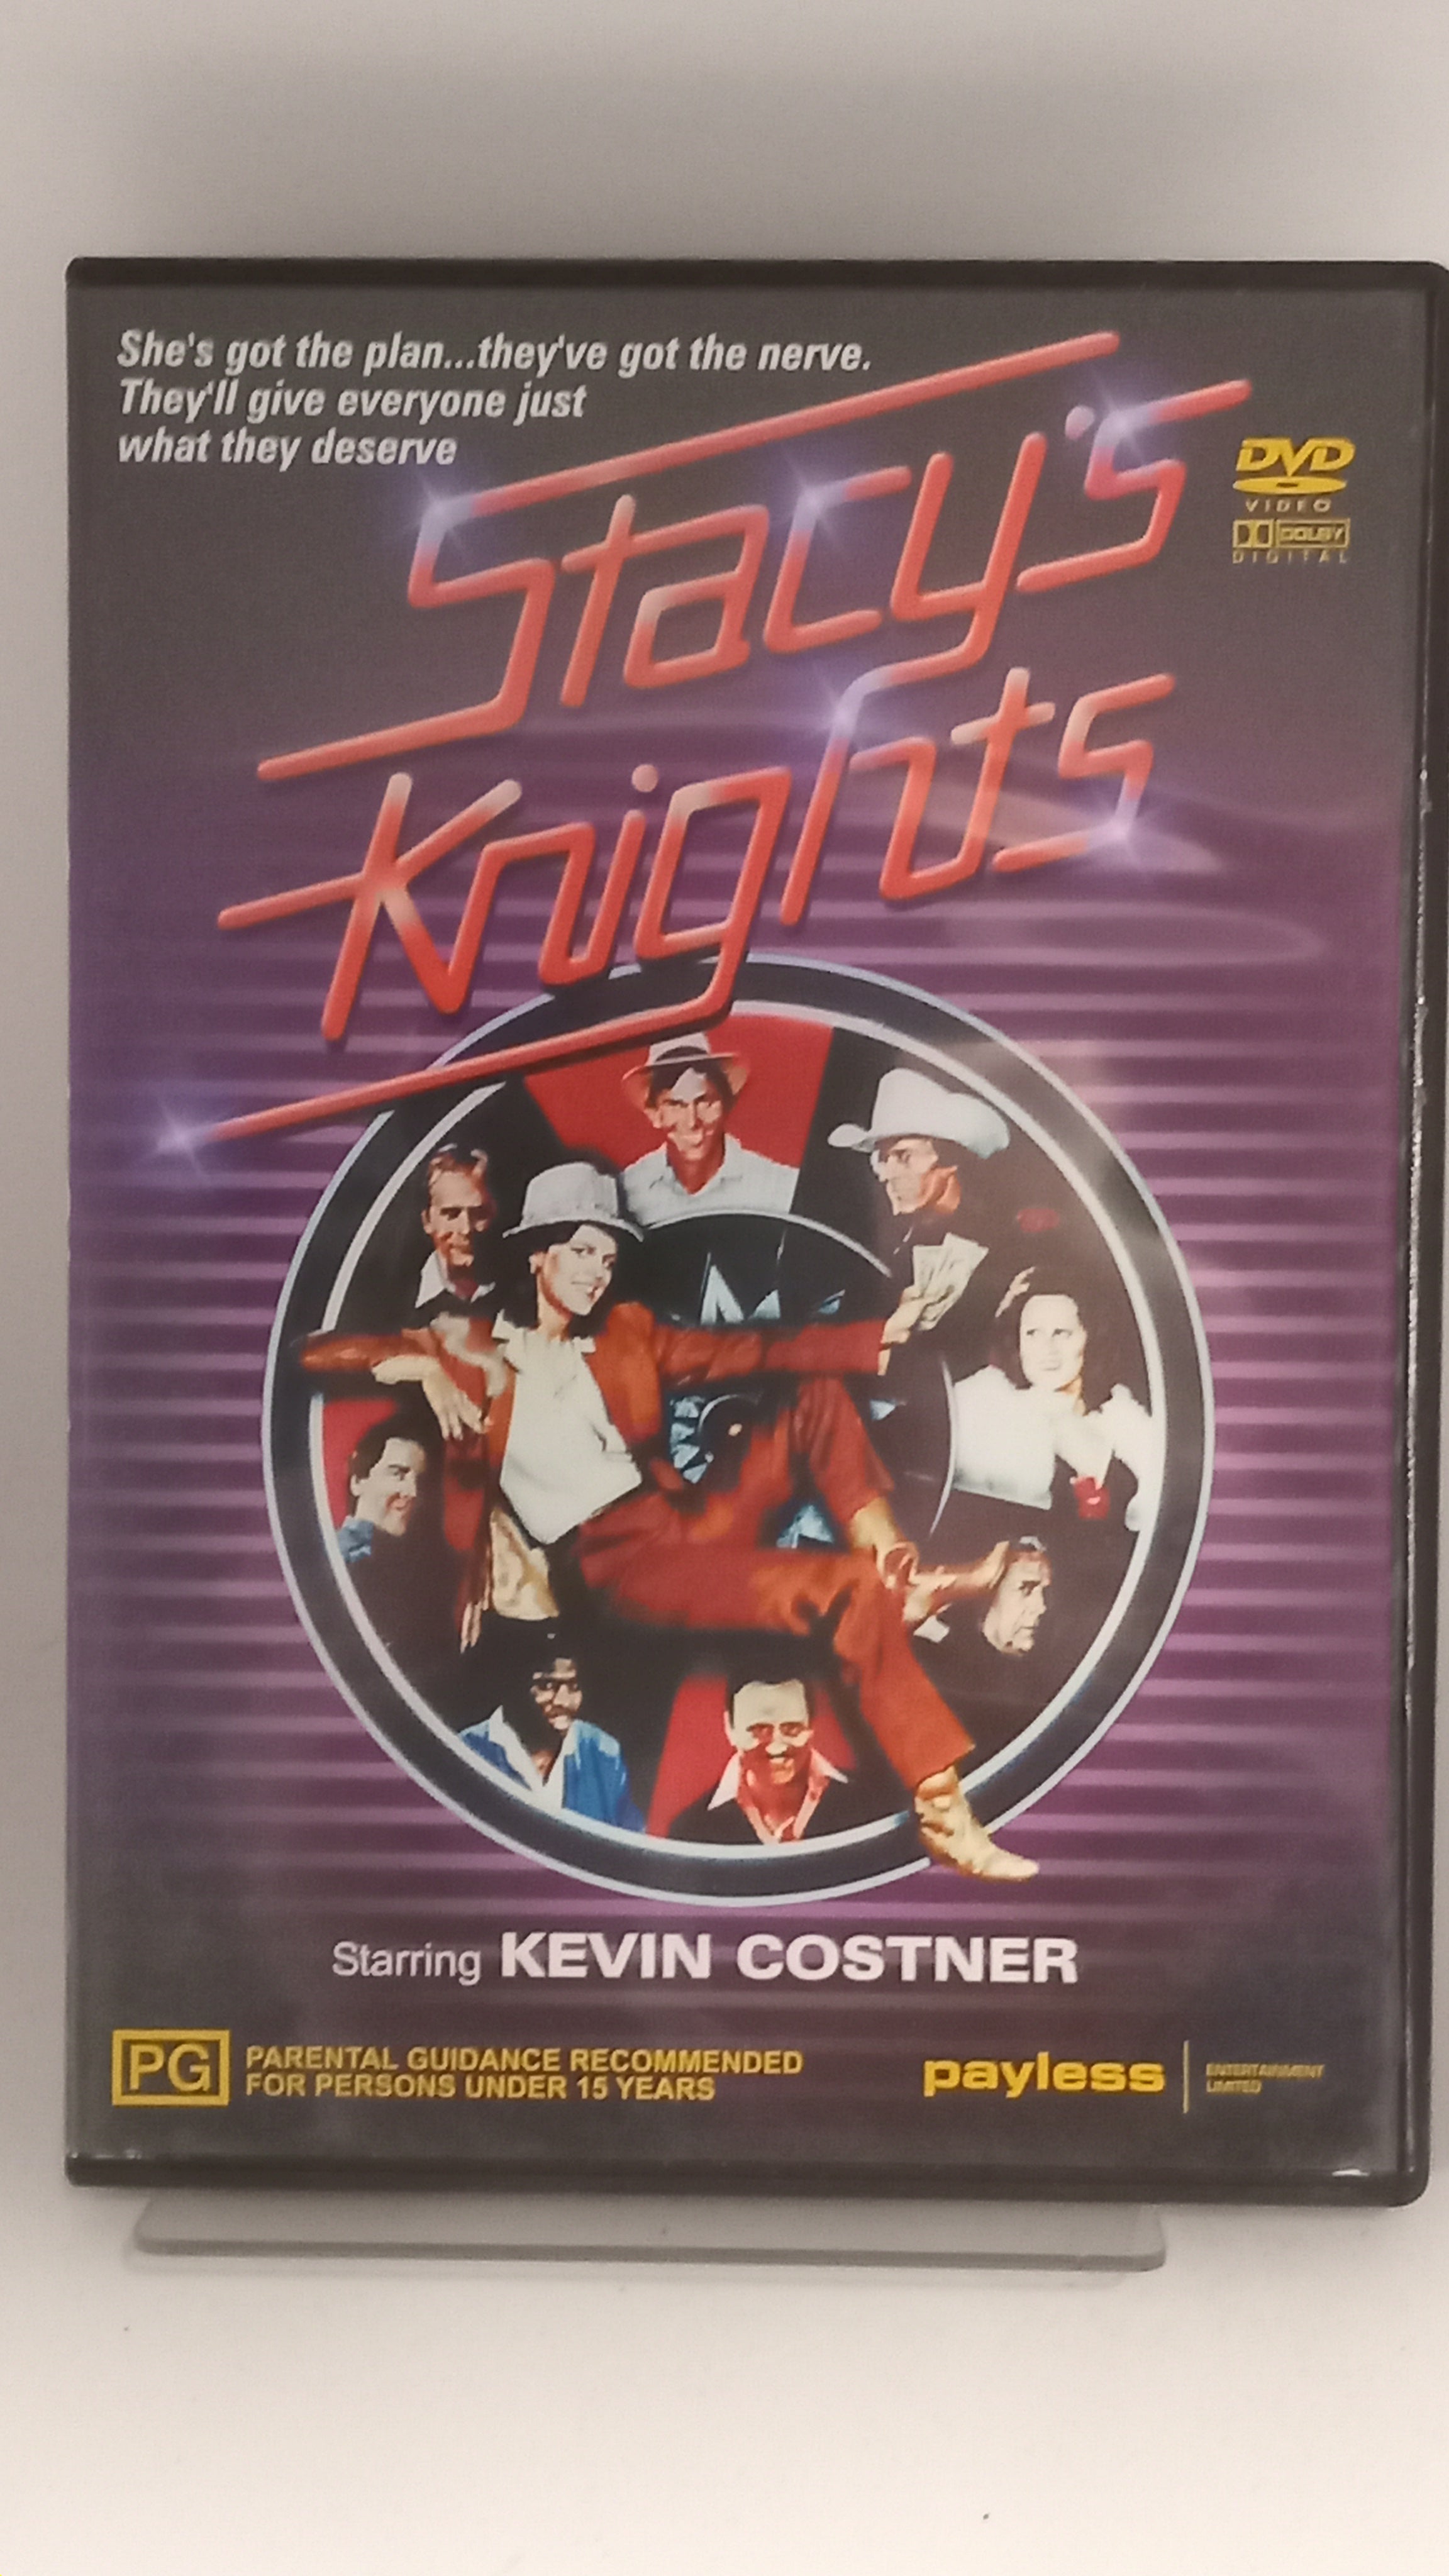 She's got the plan...they've got the nerve.
They'll give everyone just
what they deserve
Stacy's
Knights
DVD
VIDEO
DOLBY
DIGITAL
Starring KEVIN COSTNER
PG
PARENTAL GUIDANCE RECOMMENDED
FOR PERSONS UNDER 15 YEARS
payless
ENTERTAINMENT
LIMITED